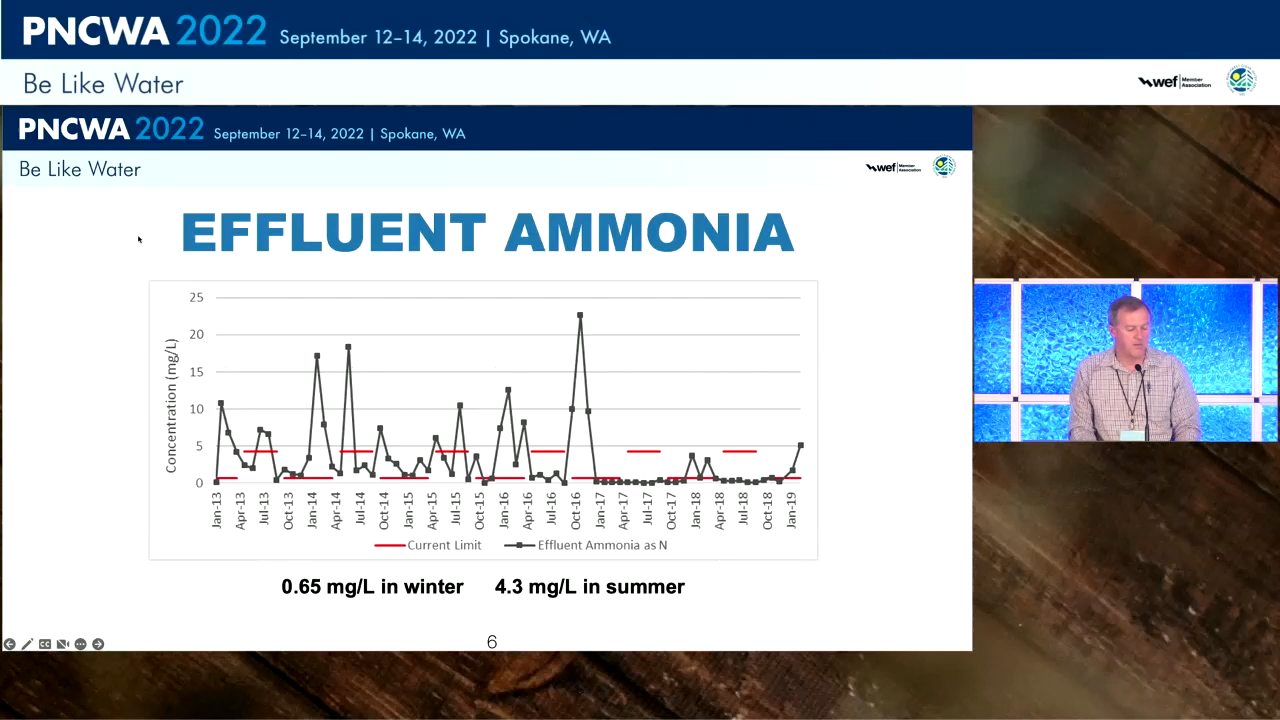 PNCWA 2022 September 12–14, 2022 | Spokane, WA
Be Like Water
wef Member Association
PNCWA 2022 September 12–14, 2022 | Spokane, WA
Be Like Water
wef Member Association
EFFLUENT AMMONIA
25
20
15
10
5
0
Concentration (mg/L)
Jan-13 Apr-13 Jul-13 Oct-13 Jan-14 Apr-14 Jul-14 Oct-14 Jan-15 Apr-15 Jul-15 Oct-15 Jan-16 Apr-16 Jul-16 Oct-16 Jan-17 Apr-17 Jul-17 Oct-17 Jan-18 Apr-18 Jul-18 Oct-18 Jan-19
Current Limit Effluent Ammonia as N
0.65 mg/L in winter 4.3 mg/L in summer
6
CC